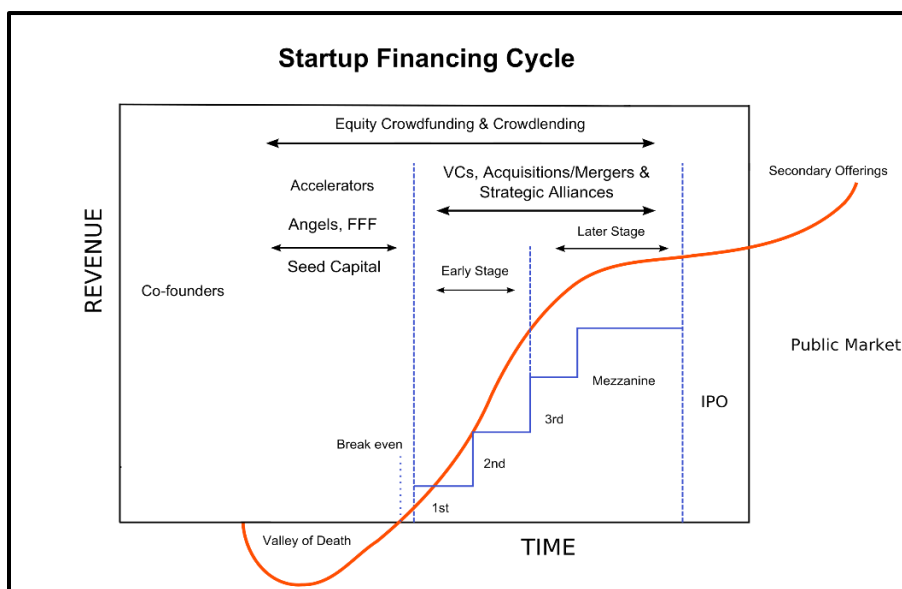 Startup Financing Cycle
Equity Crowdfunding & Crowdlending
Accelerators
VCs, Acquisitions/Mergers &
Strategic Alliances
Secondary Offerings
Angels, FFF
Later Stage
REVENUE
Seed Capital
Early Stage
Co-founders
Public Market
Mezzanine
IPO
3rd
Break even
2nd
1st
Valley of Death
TIME